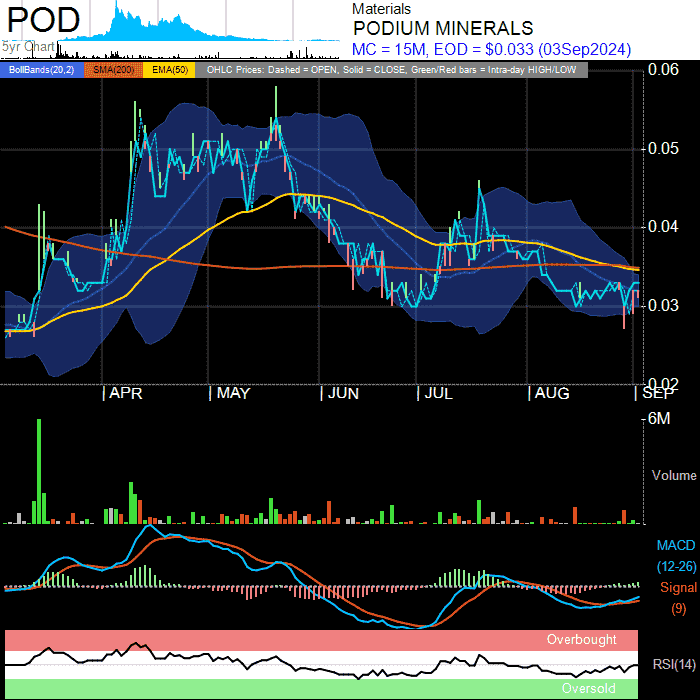 POD
5yr Chart
Materials
PODIUM MINERALS
MC = 15M, EOD = $0.033 (03Sep2024)
BollBands(20,2) SMA(200) EMA(50) OHLC Prices: Dashed = OPEN, Solid = CLOSE, Green/Red bars = Intra-day HIGH/LOW
0.06
0.05
0.04
0.03
0.02
APR MAY JUN JUL AUG SEP
6M
Volume
MACD
(12-26)
Signal
(9)
Overbought
RSI(14)
Oversold